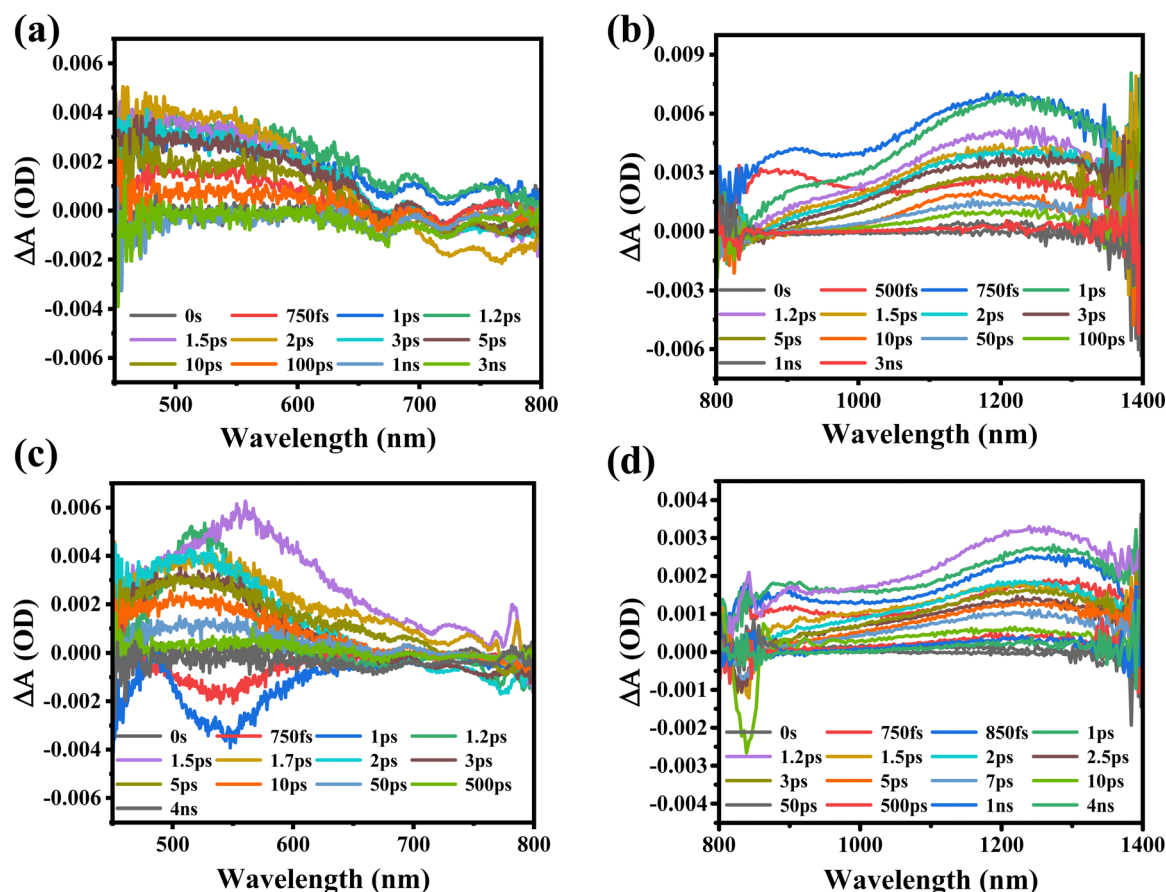 (a)
ΔA (OD)
0.006
0.004
0.002
0.000
-0.002
-0.004
-0.006
0s 750fs 1ps 1.2ps
1.5ps 2ps 3ps 5ps
10ps 100ps 1ns 3ns
500 600 700 800
Wavelength (nm)
(b)
ΔA (OD)
0.009
0.006
0.003
0.000
-0.003
-0.006
0s 500fs 750fs 1ps
1.2ps 1.5ps 2ps 3ps
5ps 10ps 50ps 100ps
1ns 3ns
800 1000 1200 1400
Wavelength (nm)
(c)
ΔA (OD)
0.006
0.004
0.002
0.000
-0.002
-0.004
-0.006
0s 750fs 1ps 1.2ps
1.5ps 1.7ps 2ps 3ps
5ps 10ps 50ps 500ps
4ns
500 600 700 800
Wavelength (nm)
(d)
ΔA (OD)
0.004
0.003
0.002
0.001
0.000
-0.001
-0.002
-0.003
-0.004
0s 750fs 850fs 1ps
1.2ps 1.5ps 2ps 2.5ps
3ps 5ps 7ps 10ps
50ps 500ps 1ns 4ns
800 1000 1200 1400
Wavelength (nm)